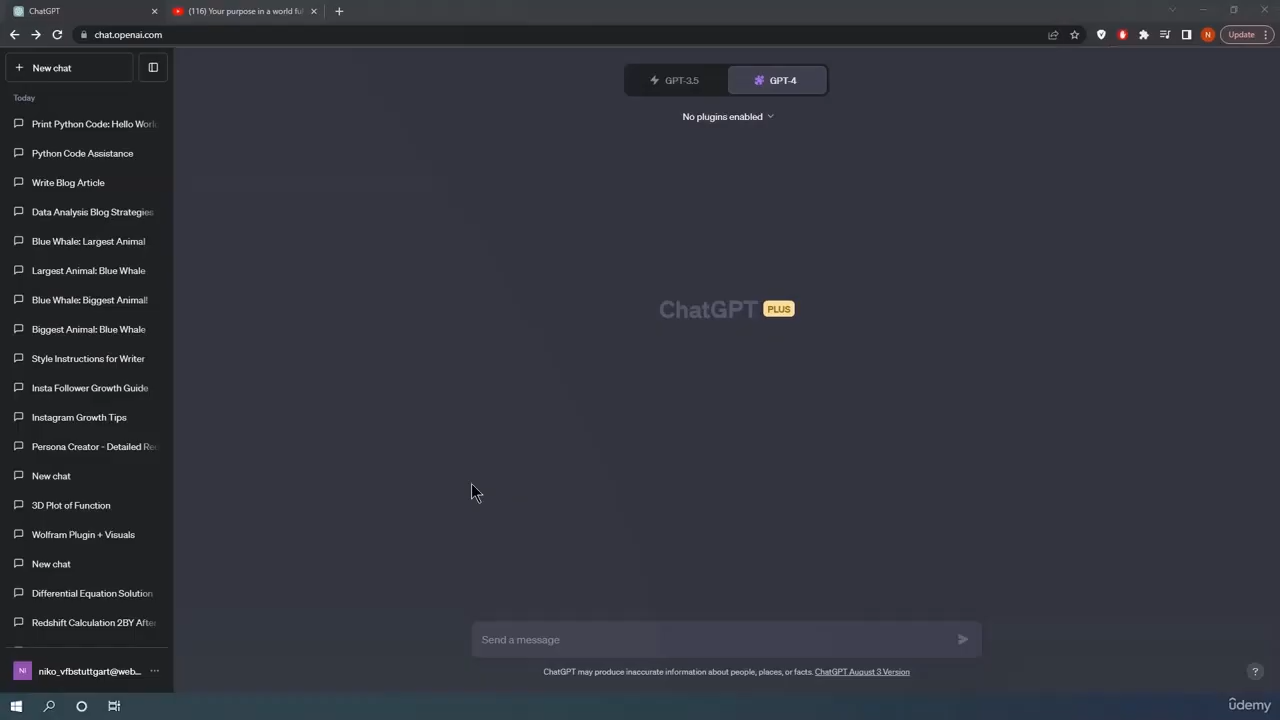 ChatGPT
(116) Your purpose in a world fu
chat.openai.com
N
Update
New chat
Today
Print Python Code: Hello Worl
Python Code Assistance
Write Blog Article
Data Analysis Blog Strategies
Blue Whale: Largest Animal
Largest Animal: Blue Whale
Blue Whale: Biggest Animal!
Biggest Animal: Blue Whale
Style Instructions for Writer
Insta Follower Growth Guide
Instagram Growth Tips
Persona Creator - Detailed Re
New chat
3D Plot of Function
Wolfram Plugin + Visuals
New chat
Differential Equation Solution
Redshift Calculation 2BY After
NI niko_vfbstuttgart@web...
GPT-3.5
GPT-4
No plugins enabled
ChatGPT PLUS
Send a message
ChatGPT may produce inaccurate information about people, places, or facts. ChatGPT August 3 Version
?
ûdemy